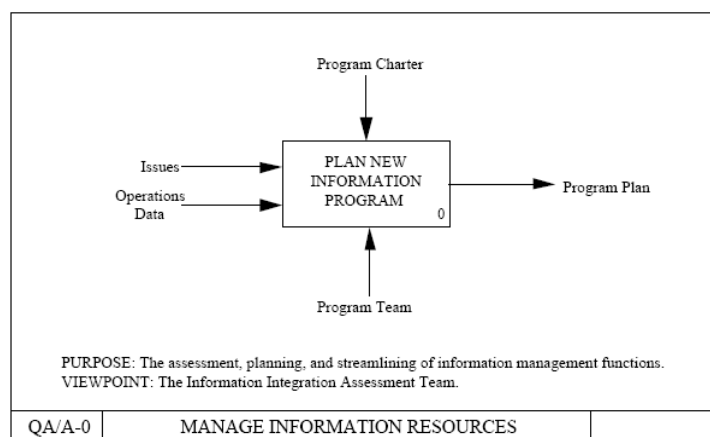 Program Charter
Issues
Operations
Data
PLAN NEW
INFORMATION
PROGRAM
0
Program Plan
Program Team
PURPOSE: The assessment, planning, and streamlining of information management functions.
VIEWPOINT: The Information Integration Assessment Team.
QA/A-0
MANAGE INFORMATION RESOURCES